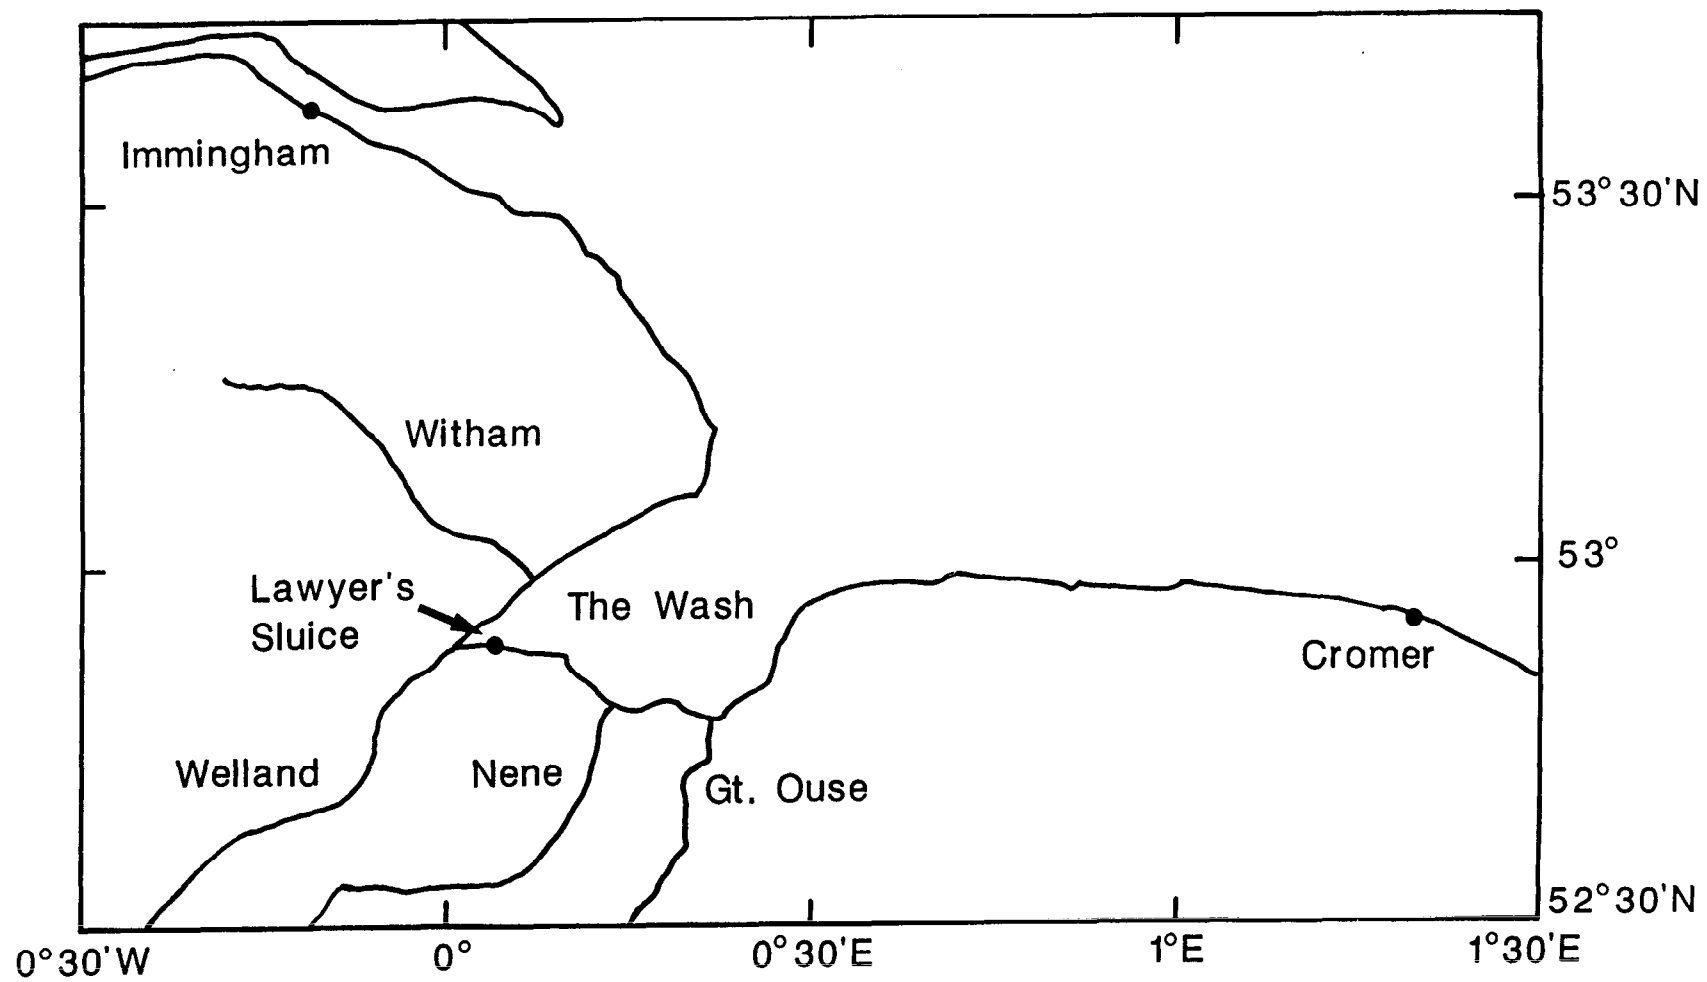 Immingham
53°30'N
Witham
53°
Lawyer's
Sluice
The Wash
Cromer
Welland
Nene
Gt. Ouse
52°30'N
0°30'W
0°
0°30'E
1°E
1°30'E